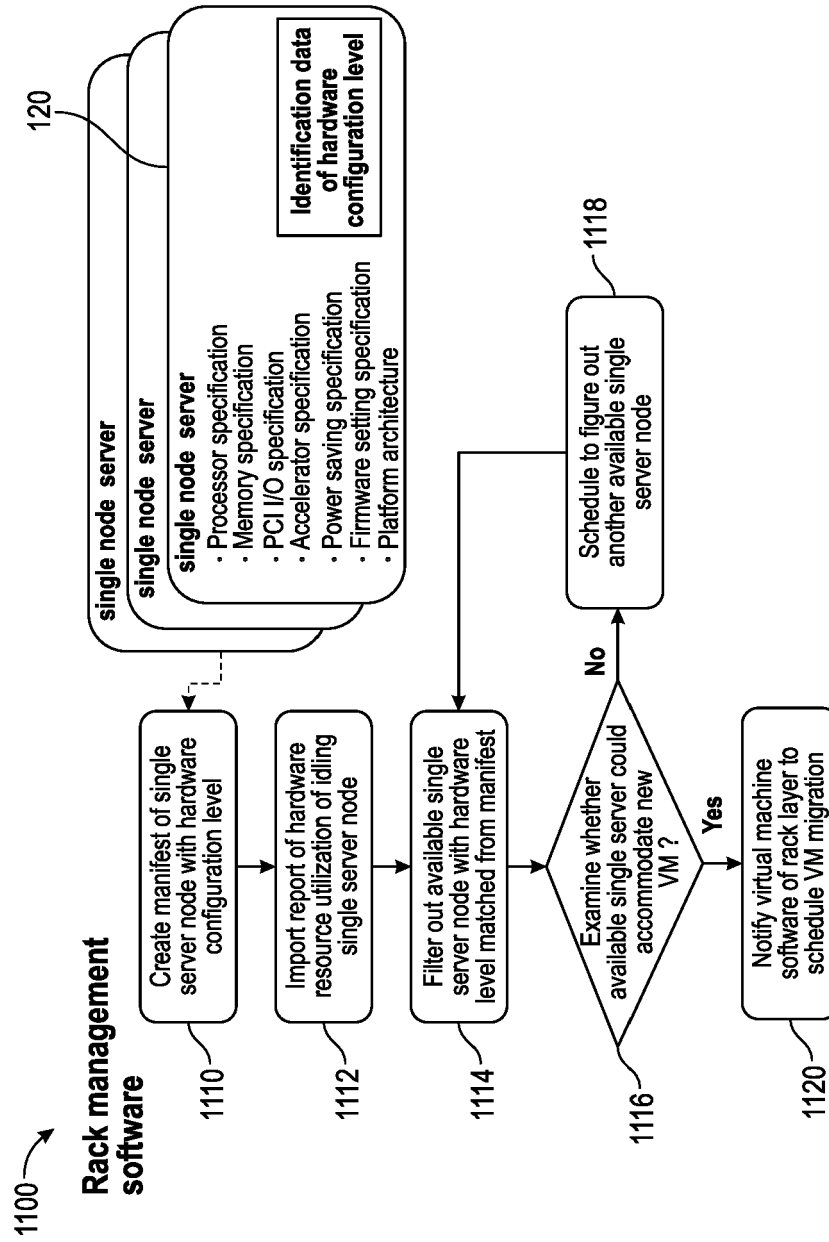 1100
Rack management
software
120
single node server
single node server
single node server
· Processor specification
· Memory specification
· PCI I/O specification
· Accelerator specification
· Power saving specification
· Firmware setting specification
· Platform architecture
Identification data
of hardware
configuration level
1110
Create manifest of single
server node with hardware
configuration level
1112
Import report of hardware
resource utilization of idling
single server node
1114
Filter out available single
server node with hardware
level matched from manifest
1116
Examine whether
available single server could
accommodate new
VM ?
No
1118
Schedule to figure out
another available single
server node
Yes
1120
Notify virtual machine
software of rack layer to
schedule VM migration